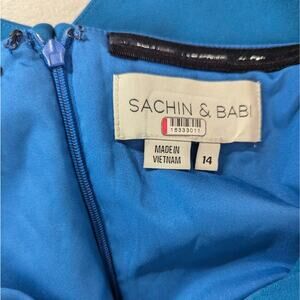 SACHIN & BABI
18333011
MADE IN
VIETNAM
14